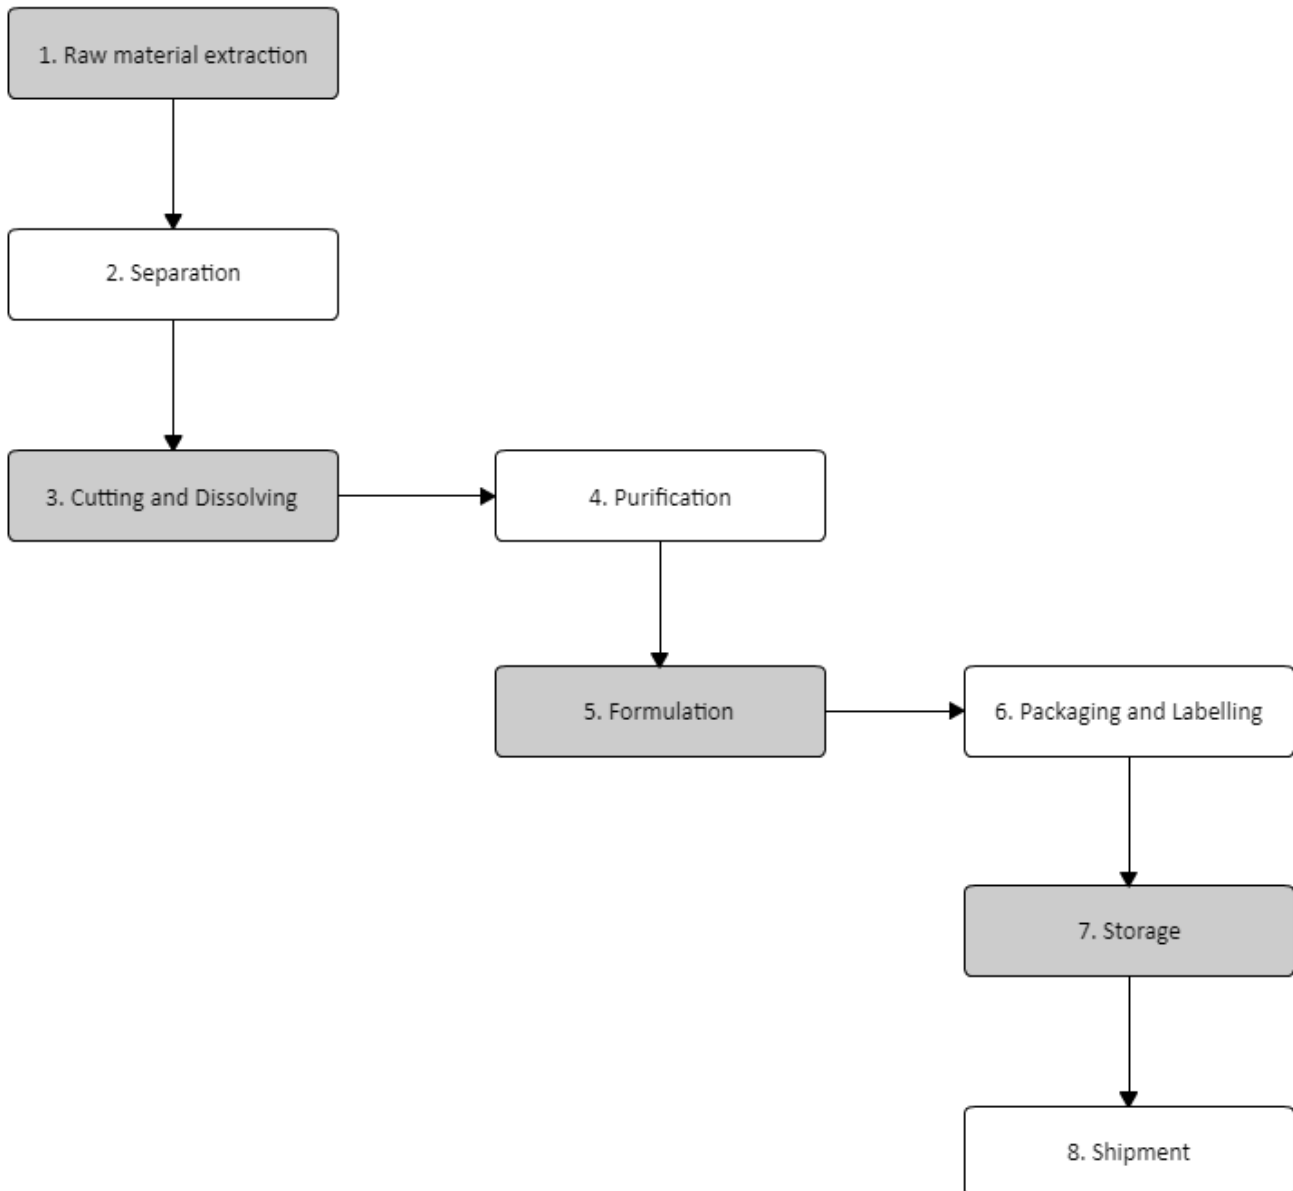 1. Raw material extraction
2. Separation
3. Cutting and Dissolving
4. Purification
5. Formulation
6. Packaging and Labelling
7. Storage
8. Shipment